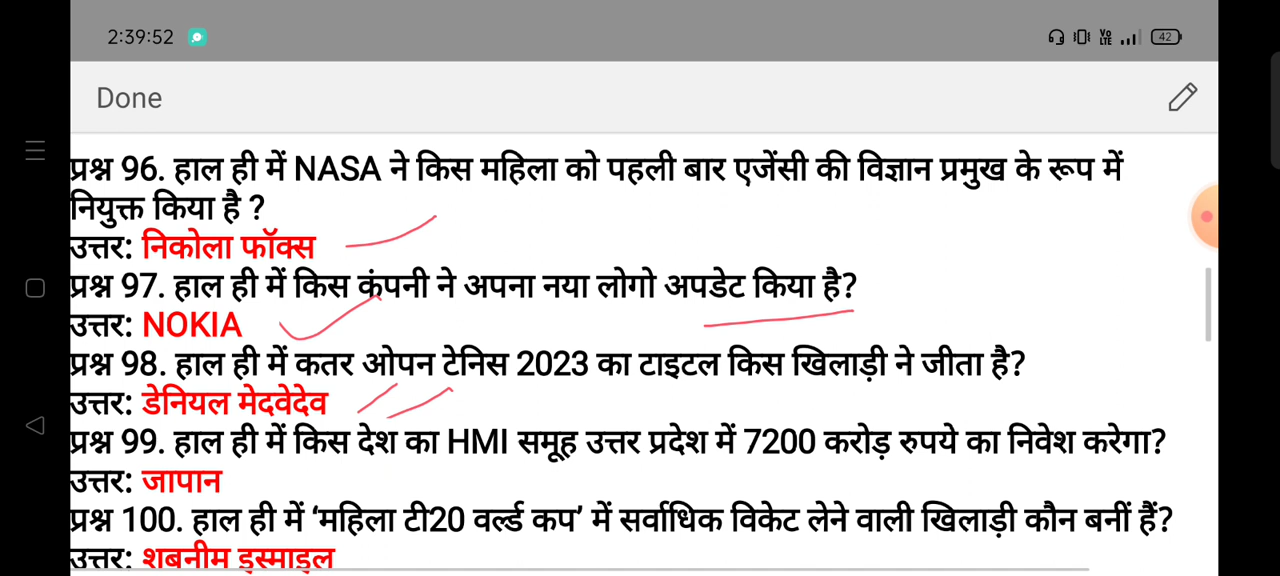 2:39:52
Vo
LTE
42
Done
प्रश्न 96. हाल ही में NASA ने किस महिला को पहली बार एजेंसी की विज्ञान प्रमुख के रूप में
नियुक्त किया है ?
उत्तर: निकोला फॉक्स
प्रश्न 97. हाल ही में किस कंपनी ने अपना नया लोगो अपडेट किया है?
उत्तर: NOKIA
प्रश्न 98. हाल ही में कतर ओपन टेनिस 2023 का टाइटल किस खिलाड़ी ने जीता है?
उत्तर: डेनियल मेदवेदेव
प्रश्न 99. हाल ही में किस देश का HMI समूह उत्तर प्रदेश में 7200 करोड़ रुपये का निवेश करेगा?
उत्तर: जापान
प्रश्न 100. हाल ही में ‘महिला टी20 वर्ल्ड कप’ में सर्वाधिक विकेट लेने वाली खिलाड़ी कौन बनीं हैं?
उत्तर: शबनीम इस्माइल